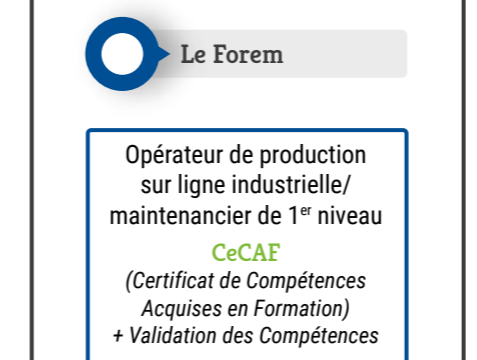 Le Forem
Opérateur de production
sur ligne industrielle/
maintenancier de 1er niveau
CeCAF
(Certificat de Compétences
Acquises en Formation)
+ Validation des Compétences